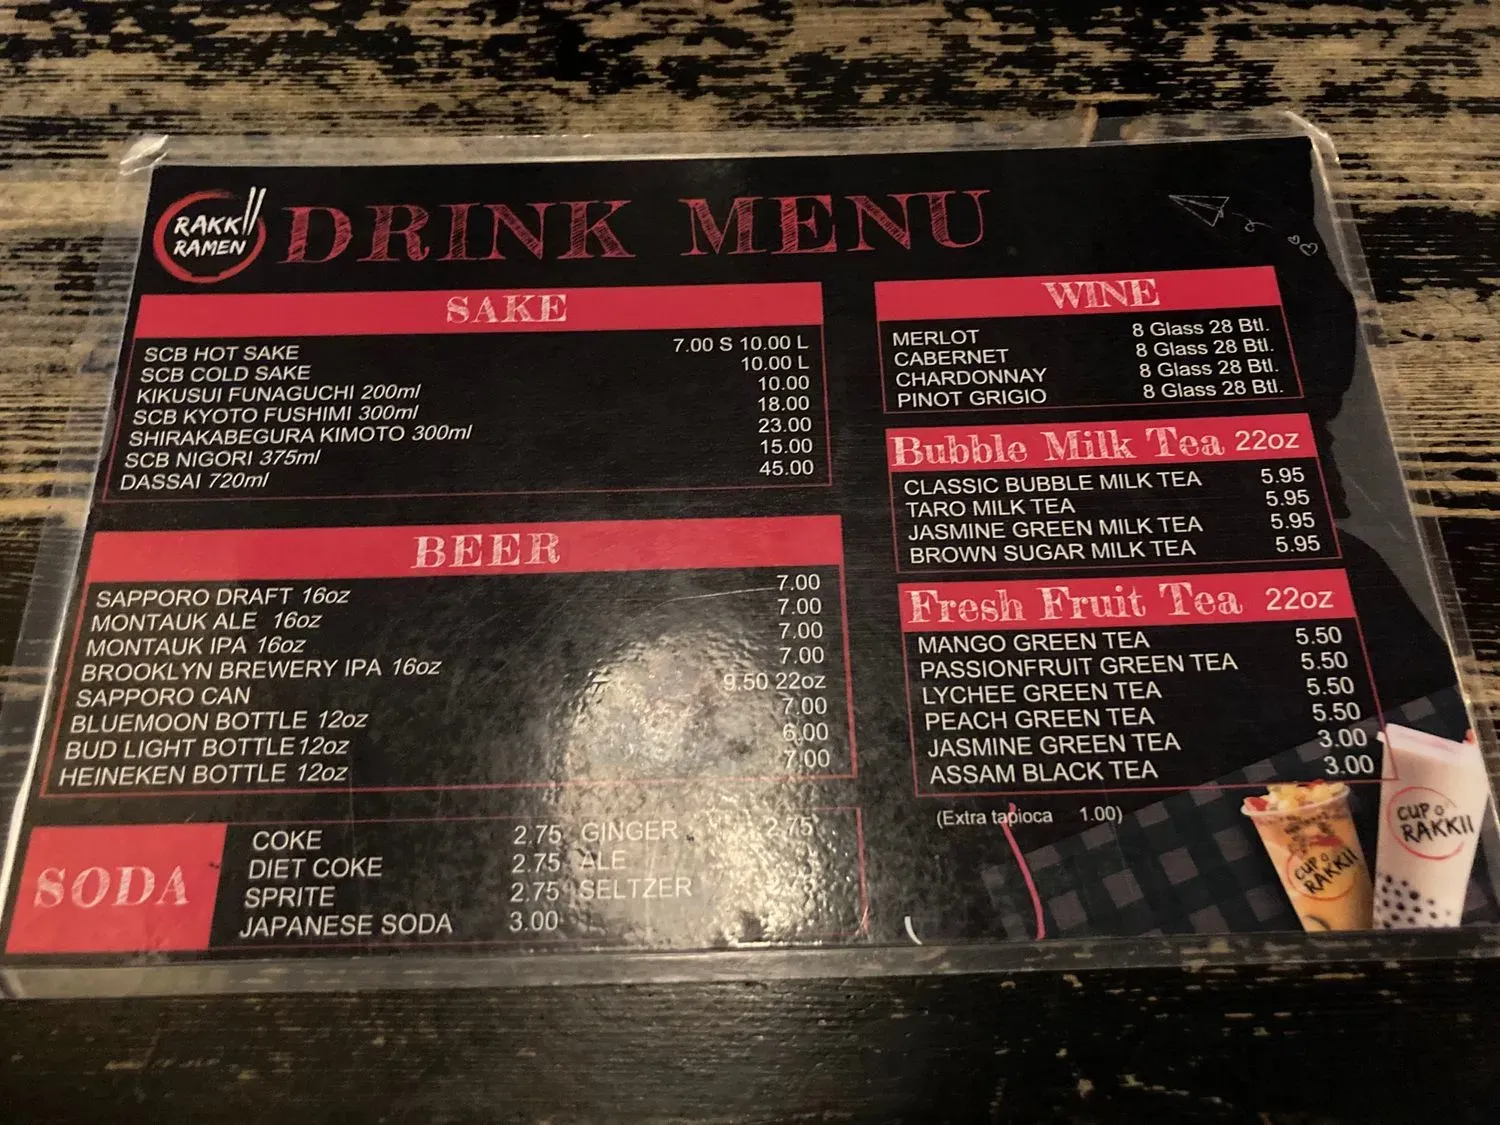 RAKKII
RAMEN
DRINK MENU
SAKE
SCB HOT SAKE 7.00 S 10.00 L
SCB COLD SAKE 10.00 L
KIKUSUI FUNAGUCHI 200ml 10.00
SCB KYOTO FUSHIMI 300ml 18.00
SHIRAKABEGURA KIMOTO 300ml 23.00
SCB NIGORI 375ml 15.00
DASSAI 720ml 45.00
BEER
SAPPORO DRAFT 16oz 7.00
MONTAUK ALE 16oz 7.00
MONTAUK IPA 16oz 7.00
BROOKLYN BREWERY IPA 16oz 7.00
SAPPORO CAN 9.50 22oz
BLUEMOON BOTTLE 12oz 7.00
BUD LIGHT BOTTLE 12oz 6.00
HEINEKEN BOTTLE 12oz 7.00
SODA
COKE 2.75
DIET COKE 2.75
SPRITE 2.75
JAPANESE SODA 3.00
GINGER 2.75
ALE
SELTZER
WINE
MERLOT 8 Glass 28 Btl.
CABERNET 8 Glass 28 Btl.
CHARDONNAY 8 Glass 28 Btl.
PINOT GRIGIO 8 Glass 28 Btl.
Bubble Milk Tea 22oz
CLASSIC BUBBLE MILK TEA 5.95
TARO MILK TEA 5.95
JASMINE GREEN MILK TEA 5.95
BROWN SUGAR MILK TEA 5.95
Fresh Fruit Tea 22oz
MANGO GREEN TEA 5.50
PASSIONFRUIT GREEN TEA 5.50
LYCHEE GREEN TEA 5.50
PEACH GREEN TEA 5.50
JASMINE GREEN TEA 3.00
ASSAM BLACK TEA 3.00
(Extra tapioca 1.00)
CUP O
RAKKII
CUP O
RAKKII